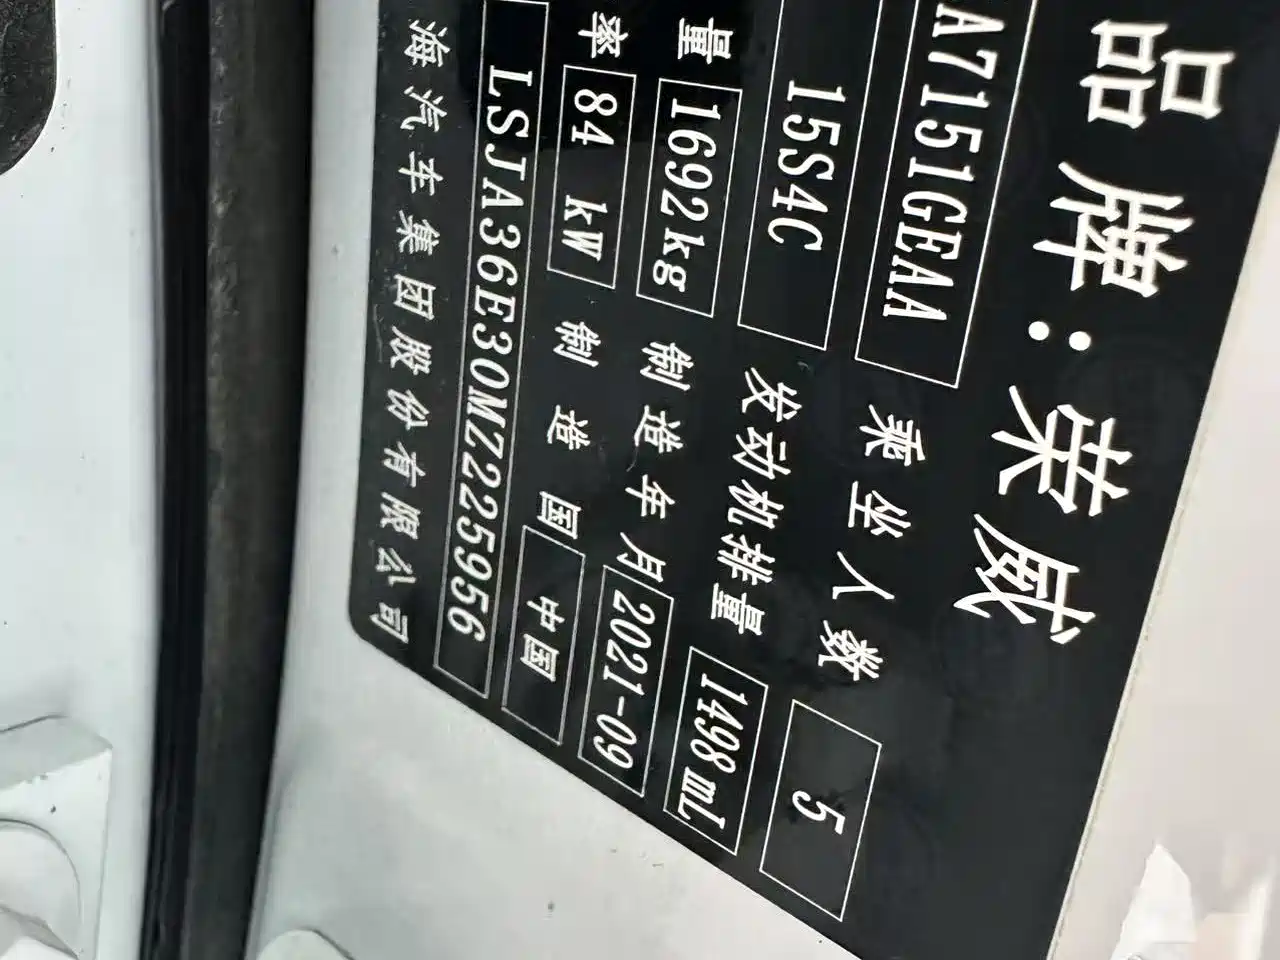 品牌：荣威
A7151GEAA 乘坐人数 5
15S4C 发动机排量 1498mL
量 1692kg 制造年月 2021-09
率 84 kW 制造国 中国
LSJA36E30MZ225956
海汽车集团股份有限公司